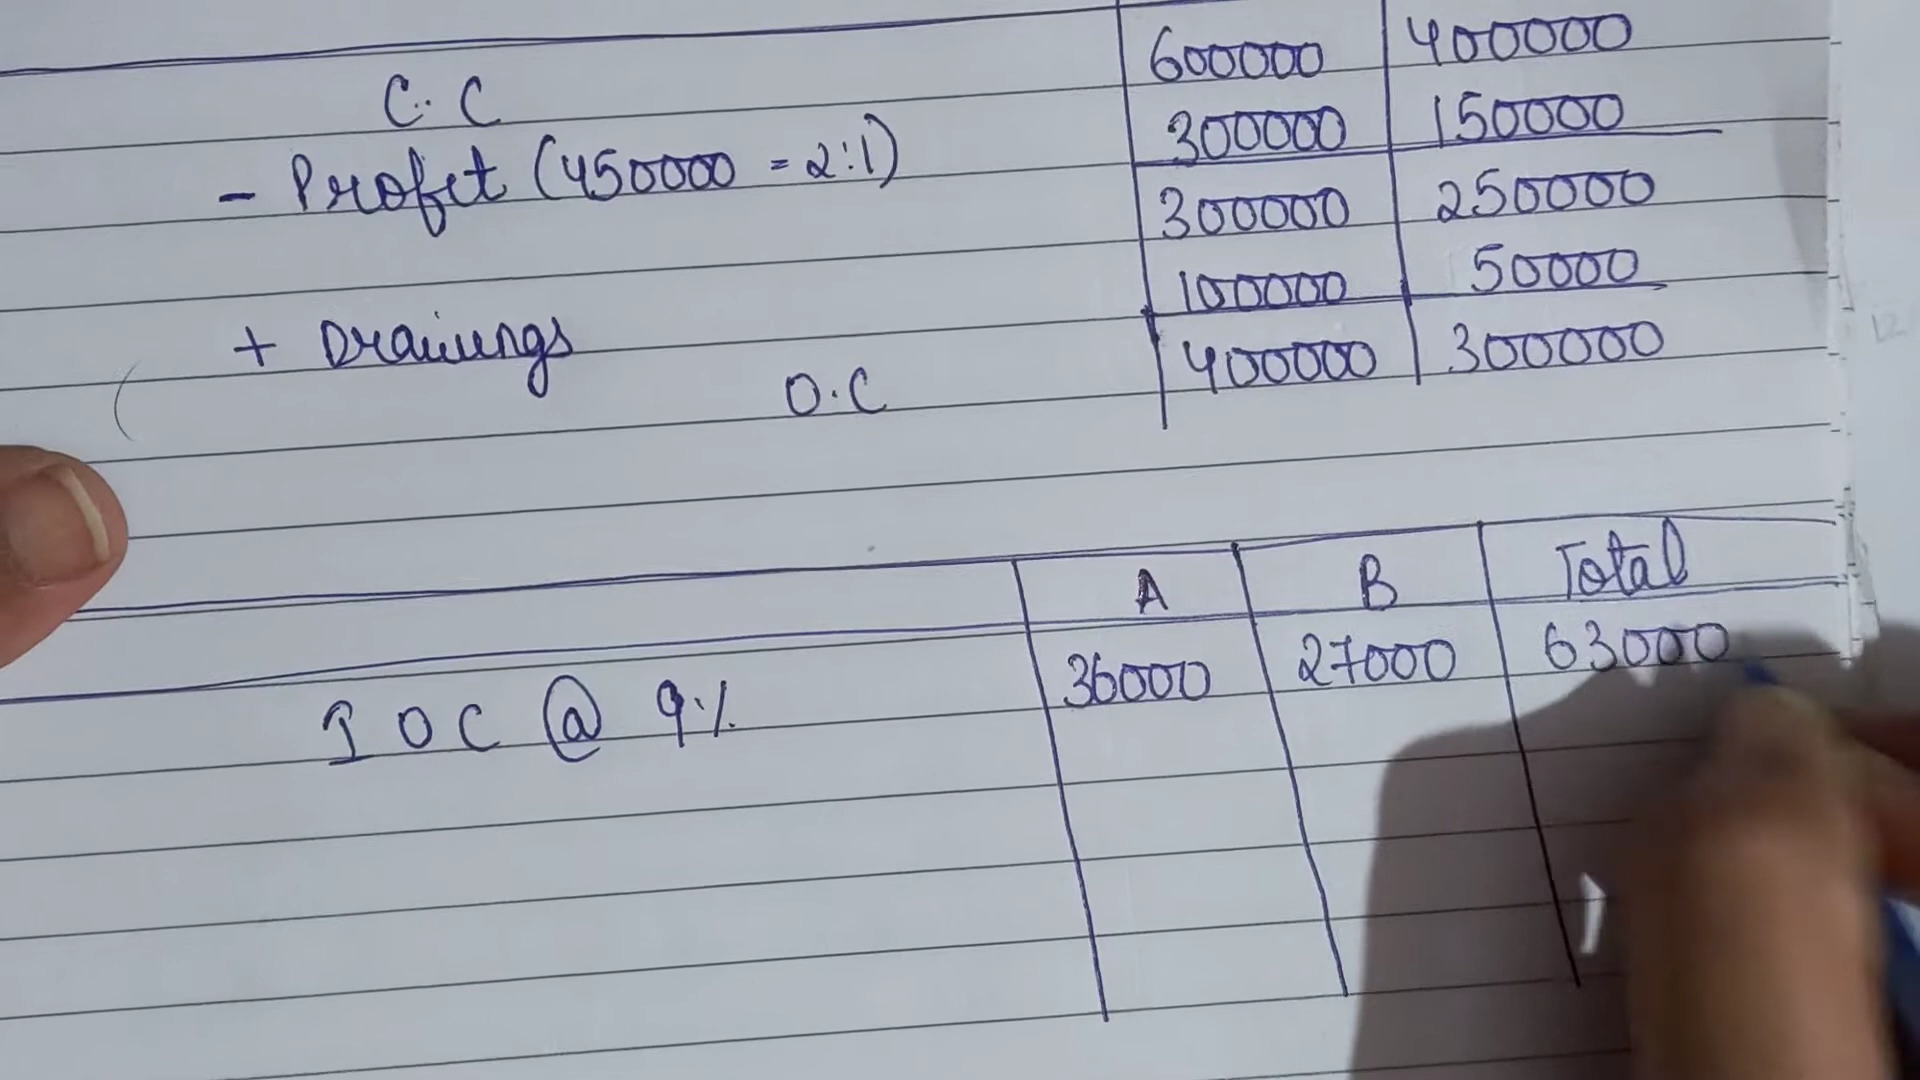 C.C 600000 400000
- Profit (450000 = 2:1) 300000 150000
300000 250000
+ Drawings 100000 50000
O.C 400000 300000
A B Total
IOC @ 9% 36000 27000 63000